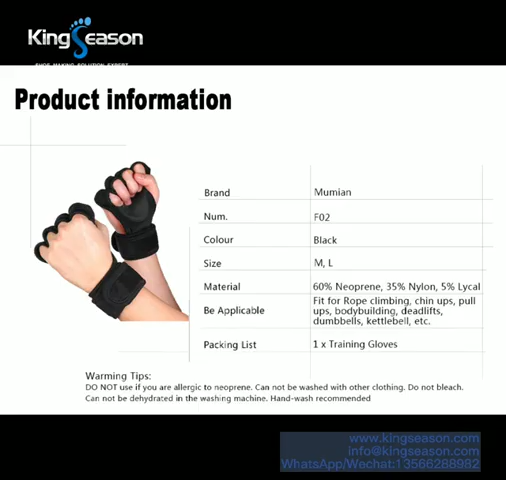 KingSeason
SHOE MAKING SOLUTION EXPERT
Product information
Brand Mumian
Num. F02
Colour Black
Size M, L
Material 60% Neoprene, 35% Nylon, 5% Lycal
Be Applicable Fit for Rope climbing, chin ups, pull
ups, bodybuilding, deadlifts,
dumbbells, kettlebell, etc.
Packing List 1 x Training Gloves
Warming Tips:
DO NOT use if you are allergic to neoprene. Can not be washed with other clothing. Do not bleach.
Can not be dehydrated in the washing machine. Hand-wash recommended
www.kingseason.com
info@kingseason.com
WhatsApp/Wechat:13566288982